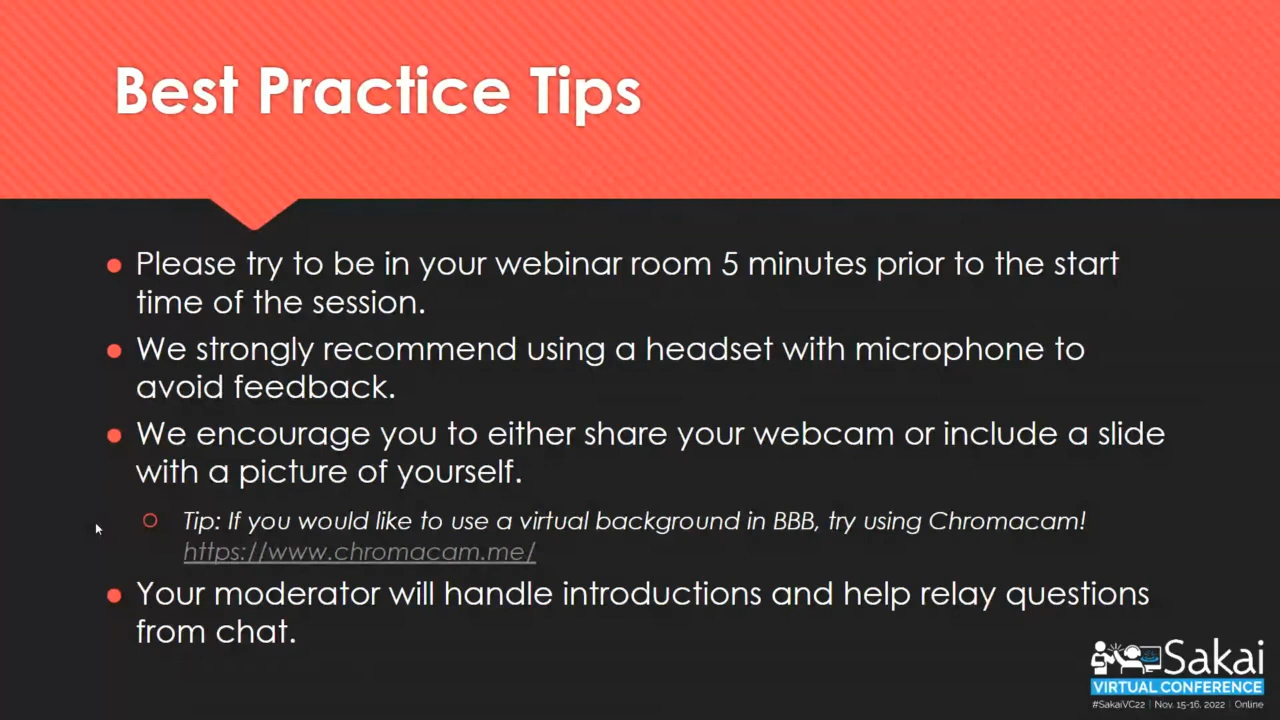 Best Practice Tips
Please try to be in your webinar room 5 minutes prior to the start
time of the session.
We strongly recommend using a headset with microphone to
avoid feedback.
We encourage you to either share your webcam or include a slide
with a picture of yourself.
Tip: If you would like to use a virtual background in BBB, try using Chromacam!
https://www.chromacam.me/
Your moderator will handle introductions and help relay questions
from chat.
Sakai
VIRTUAL CONFERENCE
#SakaiVC22 | Nov. 15-16, 2022 | Online